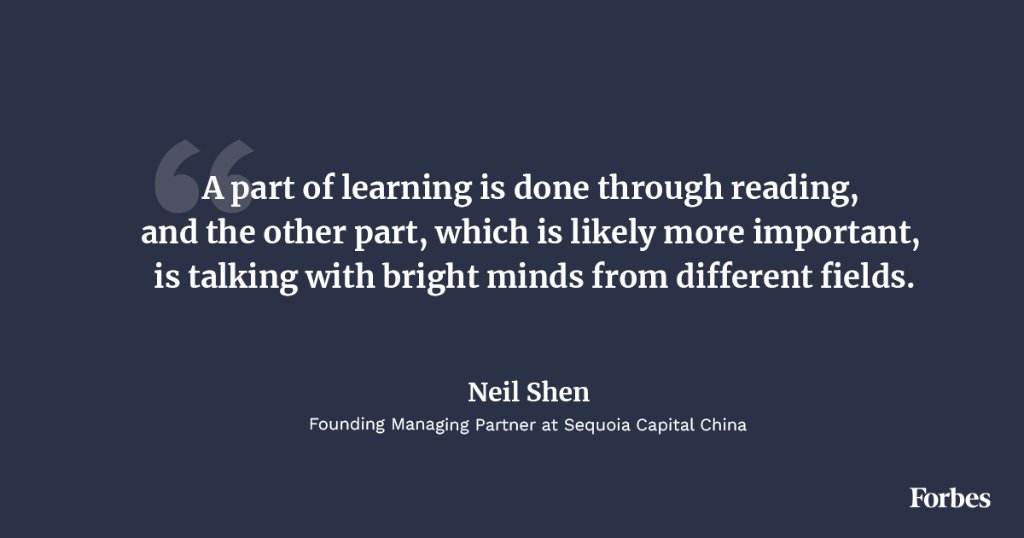 “
A part of learning is done through reading,
and the other part, which is likely more important,
is talking with bright minds from different fields.
Neil Shen
Founding Managing Partner at Sequoia Capital China
Forbes